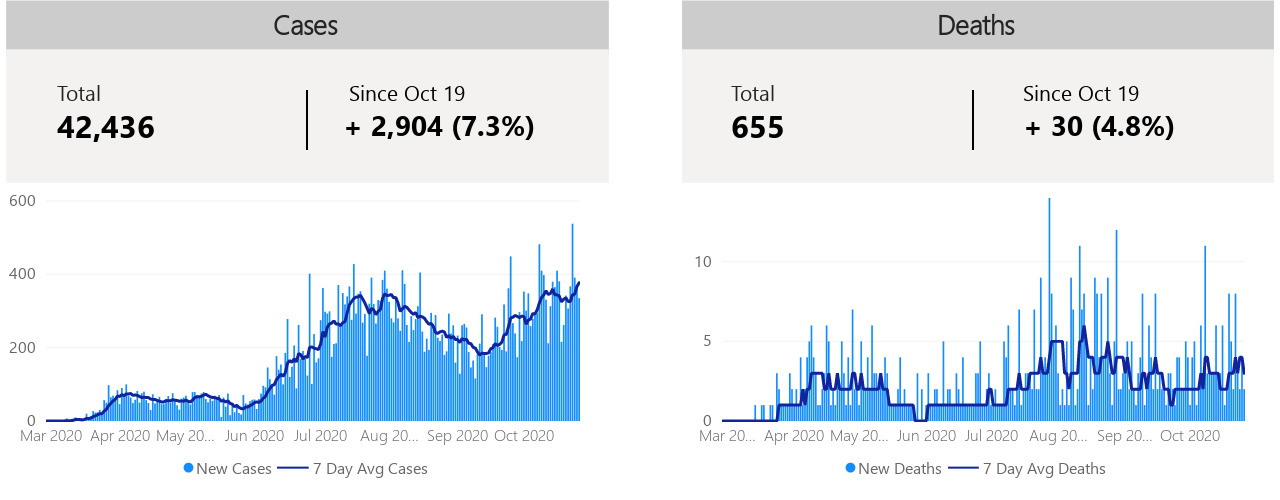 Cases
Total
42,436
Since Oct 19
+ 2,904 (7.3%)
600
400
200
0
Mar 2020 Apr 2020 May 20... Jun 2020 Jul 2020 Aug 20... Sep 2020 Oct 2020
New Cases 7 Day Avg Cases
Deaths
Total
655
Since Oct 19
+ 30 (4.8%)
10
5
0
Mar 20... Apr 2020 May 20... Jun 2020 Jul 2020 Aug 20... Sep 20... Oct 2020
New Deaths 7 Day Avg Deaths